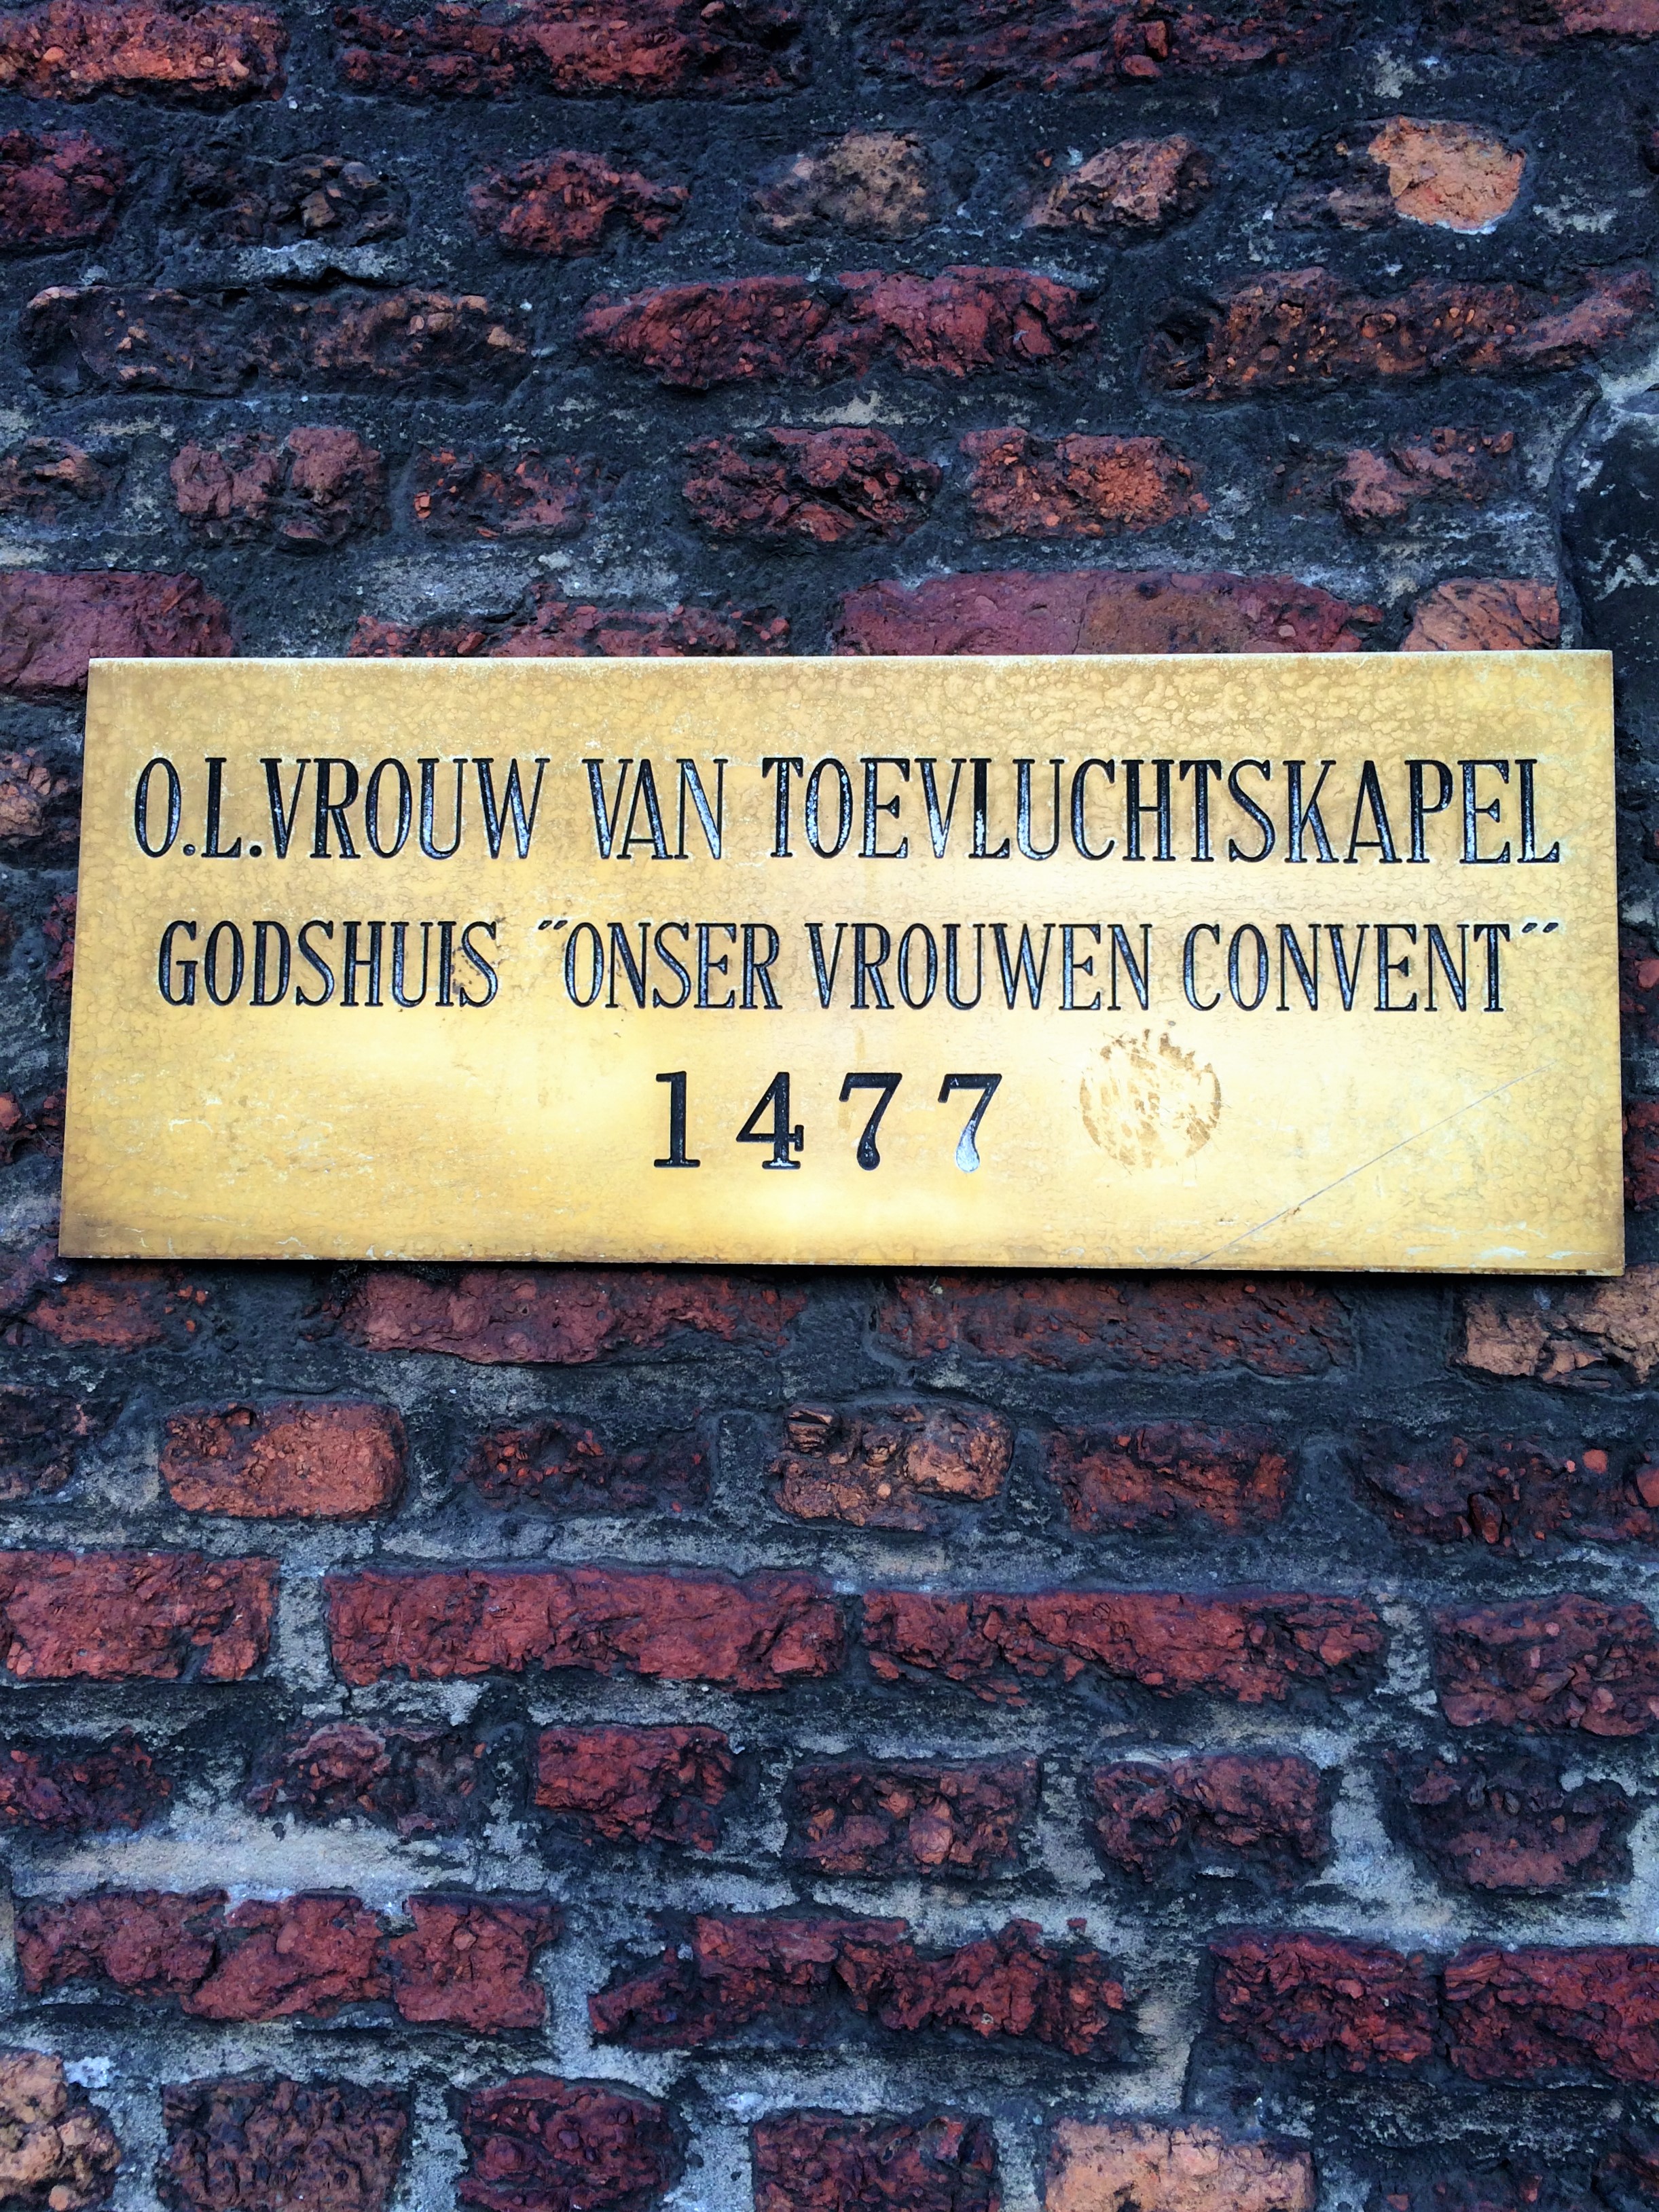 O.L.VROUW VAN TOEVLUCHTSKAPEL
GODSHUIS "ONSER VROUWEN CONVENT"
1477